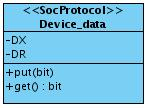 <<SocProtocol>>
Device_data
-DX
-DR
+put(bit)
+get() : bit